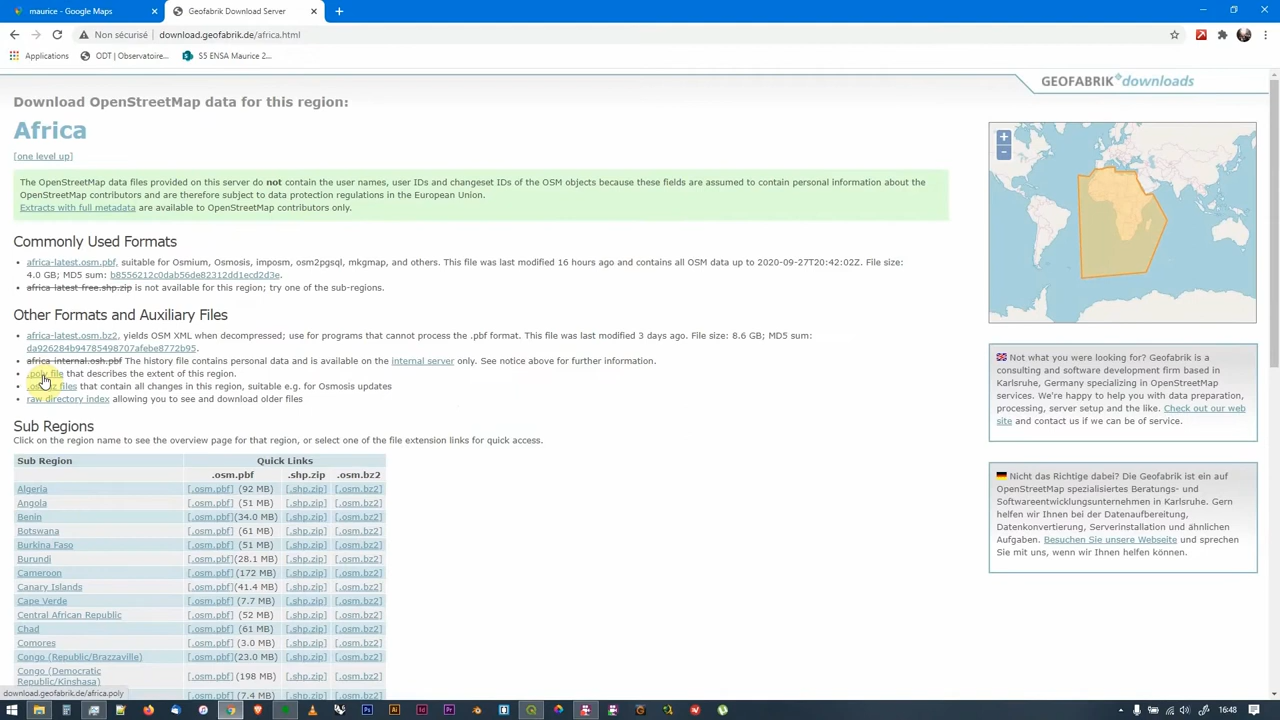 maurice - Google Maps
Geofabrik Download Server
Non sécurisé
download.geofabrik.de/africa.html
Applications
ODT | Observatoire...
S5 ENSA Maurice 2...
GEOFABRIK downloads
Download OpenStreetMap data for this region:
Africa
[one level up]
The OpenStreetMap data files provided on this server do not contain the user names, user IDs and changeset IDs of the OSM objects because these fields are assumed to contain personal information about the
OpenStreetMap contributors and are therefore subject to data protection regulations in the European Union.
Extracts with full metadata are available to OpenStreetMap contributors only.
Commonly Used Formats
africa-latest.osm.pbf, suitable for Osmium, Osmosis, imposm, osm2pgsql, mkgmap, and others. This file was last modified 16 hours ago and contains all OSM data up to 2020-09-27T20:42:02Z. File size:
4.0 GB; MD5 sum: b8556212c0dab56de82312dd1ecd2d3e.
africa-latest-free.shp.zip is not available for this region; try one of the sub-regions.
Other Formats and Auxiliary Files
africa-latest.osm.bz2, yields OSM XML when decompressed; use for programs that cannot process the .pbf format. This file was last modified 3 days ago. File size: 8.6 GB; MD5 sum:
da926284b94785498707afebe8772b95.
africa-internal.osh.pbf The history file contains personal data and is available on the internal server only. See notice above for further information.
.poly file that describes the extent of this region.
files that contain all changes in this region, suitable e.g. for Osmosis updates
raw directory index allowing you to see and download older files
Sub Regions
Click on the region name to see the overview page for that region, or select one of the file extension links for quick access.
Sub Region Quick Links
.osm.pbf .shp.zip .osm.bz2
Algeria [.osm.pbf] (92 MB) [.shp.zip] [.osm.bz2]
Angola [.osm.pbf] (51 MB) [.shp.zip] [.osm.bz2]
Benin [.osm.pbf] (34.0 MB) [.shp.zip] [.osm.bz2]
Botswana [.osm.pbf] (61 MB) [.shp.zip] [.osm.bz2]
Burkina Faso [.osm.pbf] (51 MB) [.shp.zip] [.osm.bz2]
Burundi [.osm.pbf] (28.1 MB) [.shp.zip] [.osm.bz2]
Cameroon [.osm.pbf] (172 MB) [.shp.zip] [.osm.bz2]
Canary Islands [.osm.pbf] (41.4 MB) [.shp.zip] [.osm.bz2]
Cape Verde [.osm.pbf] (7.7 MB) [.shp.zip] [.osm.bz2]
Central African Republic [.osm.pbf] (52 MB) [.shp.zip] [.osm.bz2]
Chad [.osm.pbf] (61 MB) [.shp.zip] [.osm.bz2]
Comores [.osm.pbf] (3.0 MB) [.shp.zip] [.osm.bz2]
Congo (Republic/Brazzaville) [.osm.pbf] (23.0 MB) [.shp.zip] [.osm.bz2]
Congo (Democratic
Republic/Kinshasa) [.osm.pbf] (198 MB) [.shp.zip] [.osm.bz2]
[.osm.pbf] (7.4 MB) [.shp.zip] [.osm.bz2]
Not what you were looking for? Geofabrik is a
consulting and software development firm based in
Karlsruhe, Germany specializing in OpenStreetMap
services. We're happy to help you with data preparation,
processing, server setup and the like. Check out our web
site and contact us if we can be of service.
Nicht das Richtige dabei? Die Geofabrik ist ein auf
OpenStreetMap spezialisiertes Beratungs- und
Softwareentwicklungsunternehmen in Karlsruhe. Gern
helfen wir Ihnen bei der Datenaufbereitung,
Datenkonvertierung, Serverinstallation und ähnlichen
Aufgaben. Besuchen Sie unsere Webseite und sprechen
Sie mit uns, wenn wir Ihnen helfen können.
download.geofabrik.de/africa.poly
16:48